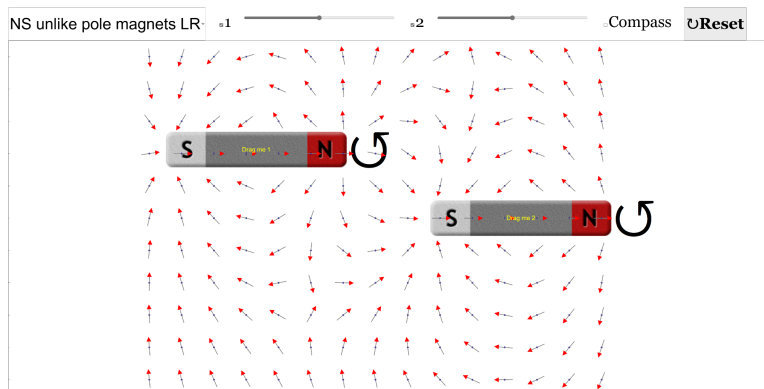 NS unlike pole magnets LR
1
2
Compass
↻Reset
S
Drag me 1
N
S
Drag me 2
N